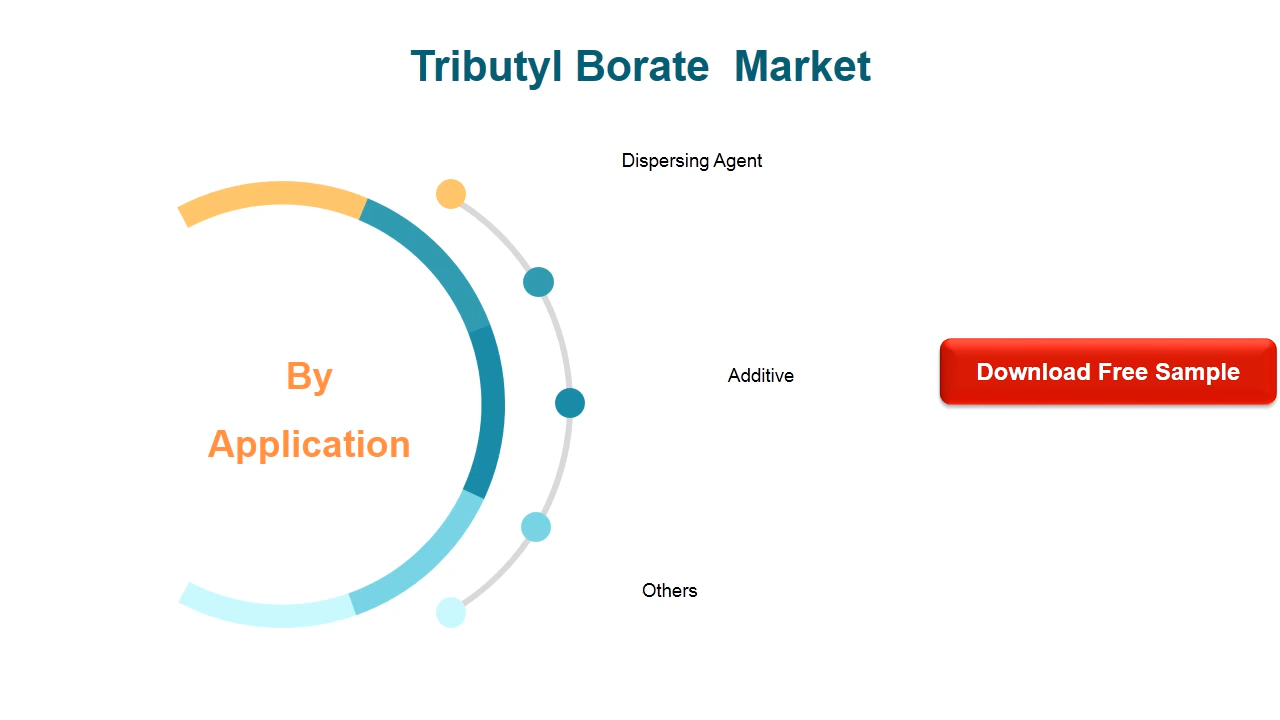 Tributyl Borate  Market
Dispersing Agent
By
Application
Additive
Download Free Sample
Others